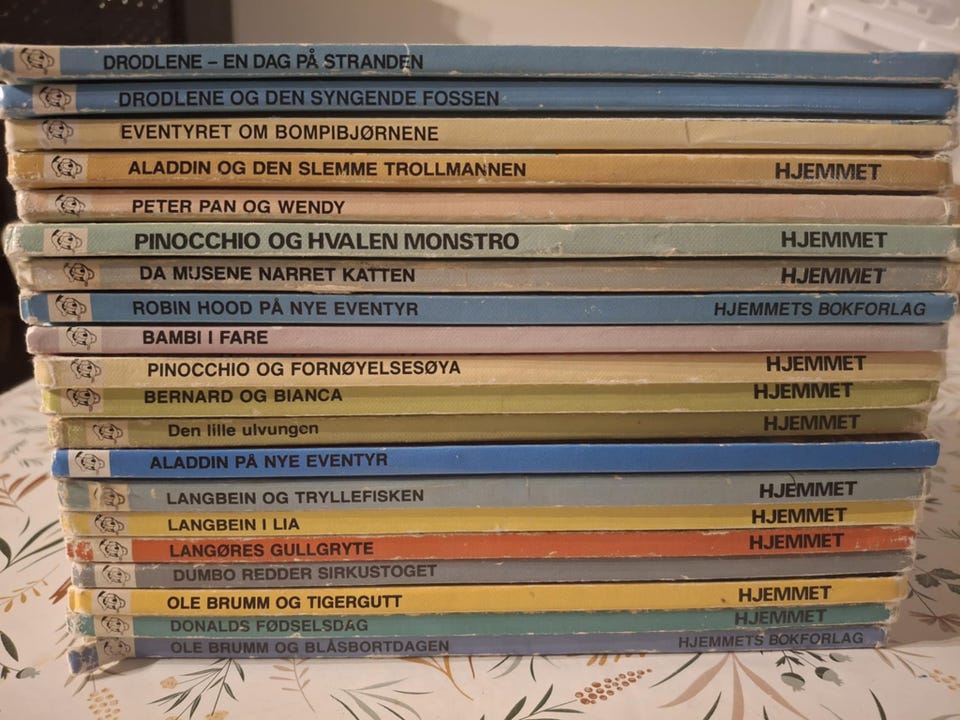 DRODLENE – EN DAG PÅ STRANDEN
DRODLENE OG DEN SYNGENDE FOSSEN
EVENTYRET OM BOMPIBJØRNENE
ALADDIN OG DEN SLEMME TROLLMANNEN HJEMMET
PETER PAN OG WENDY
PINOCCHIO OG HVALEN MONSTRO HJEMMET
DA MUSENE NARRET KATTEN HJEMMET
ROBIN HOOD PÅ NYE EVENTYR HJEMMETS BOKFORLAG
BAMBI I FARE
PINOCCHIO OG FORNØYELSESØYA HJEMMET
BERNARD OG BIANCA HJEMMET
Den lille ulvungen HJEMMET
ALADDIN PÅ NYE EVENTYR
LANGBEIN OG TRYLLEFISKEN HJEMMET
LANGBEIN I LIA HJEMMET
LANGØRES GULLGRYTE HJEMMET
DUMBO REDDER SIRKUSTOGET
OLE BRUMM OG TIGERGUTT HJEMMET
DONALDS FØDSELSDAG HJEMMET
OLE BRUMM OG BLÅSBORTDAGEN HJEMMETS BOKFORLAG